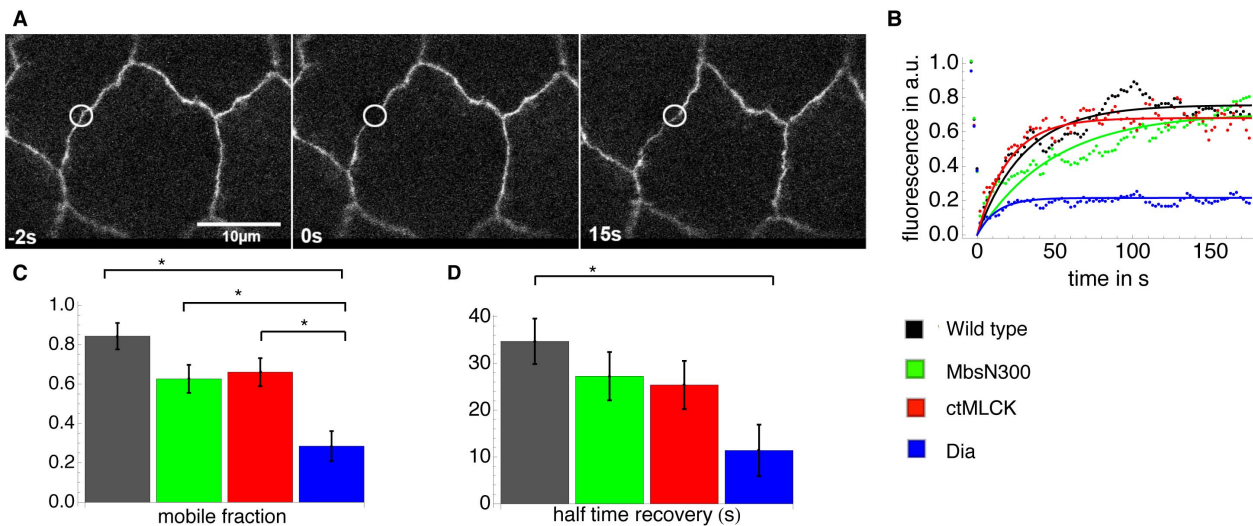 A
-2s
10µm
0s
15s
B
fluorescence in a.u.
1.0
0.8
0.6
0.4
0.2
0.0
0
50
100
150
time in s
Wild type
MbsN300
ctMLCK
Dia
C
*
*
*
1.0
0.8
0.6
0.4
0.2
0.0
mobile fraction
D
*
40
30
20
10
0
half time recovery (s)